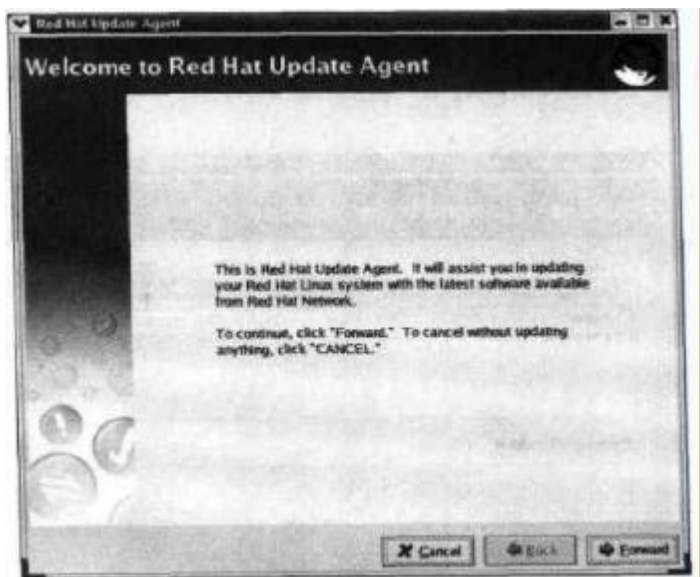 Red Hat Update Agent
Welcome to Red Hat Update Agent
This is Red Hat Update Agent. It will assist you in updating
your Red Hat Linux system with the latest software available
from Red Hat Network.
To continue, click "Forward." To cancel without updating
anything, click "CANCEL."
Cancel
Back
Forward